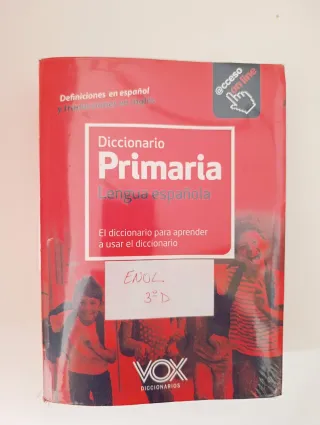 @cceso
on line
Definiciones en español
Diccionario
Primaria
Lengua española
El diccionario para aprender
a usar el diccionario
ENOL
3º D
VOX
DICCIONARIOS